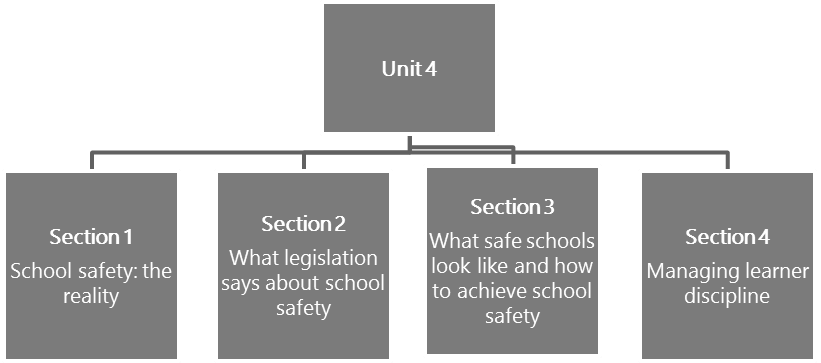 Unit 4
Section 1
School safety: the
reality
Section 2
What legislation
says about school
safety
Section 3
What safe schools
look like and how
to achieve school
safety
Section 4
Managing learner
discipline